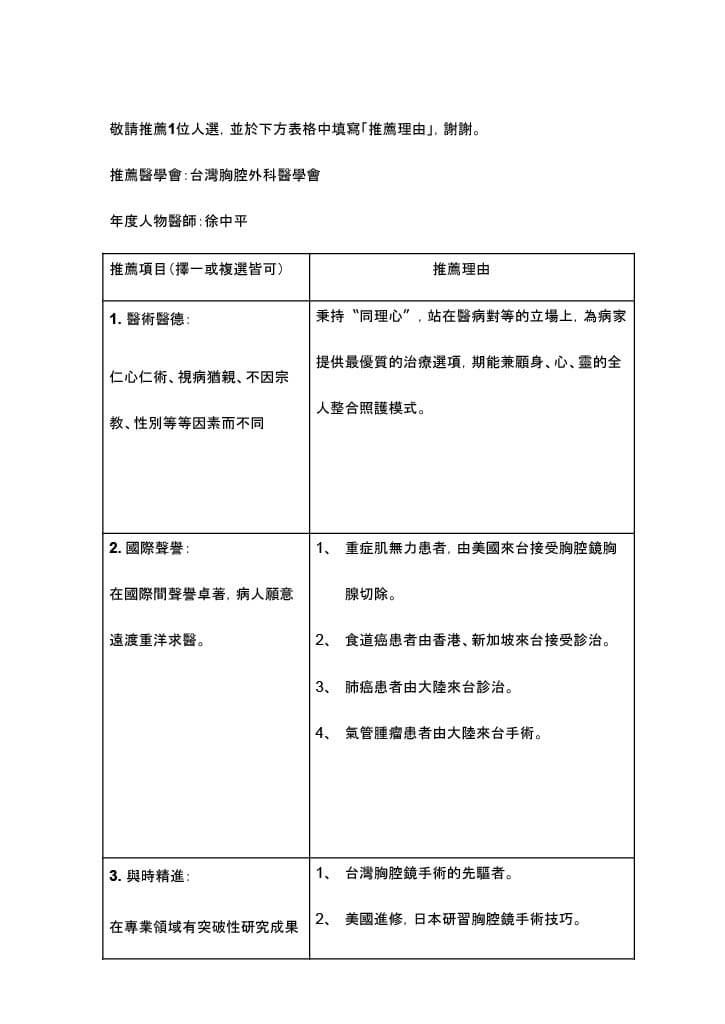 敬請推薦1位人選，並於下方表格中填寫「推薦理由」，謝謝。
推薦醫學會：台灣胸腔外科醫學會
年度人物醫師：徐中平
推薦項目（擇一或複選皆可）
推薦理由
1. 醫術醫德：
仁心仁術、視病猶親、不因宗
教、性別等等因素而不同
秉持〝同理心〞，站在醫病對等的立場上，為病家
提供最優質的治療選項，期能兼顧身、心、靈的全
人整合照護模式。
2. 國際聲譽：
在國際間聲譽卓著，病人願意
遠渡重洋求醫。
1、 重症肌無力患者，由美國來台接受胸腔鏡胸
腺切除。
2、 食道癌患者由香港、新加坡來台接受診治。
3、 肺癌患者由大陸來台診治。
4、 氣管腫瘤患者由大陸來台手術。
3. 與時精進：
在專業領域有突破性研究成果
1、 台灣胸腔鏡手術的先驅者。
2、 美國進修，日本研習胸腔鏡手術技巧。